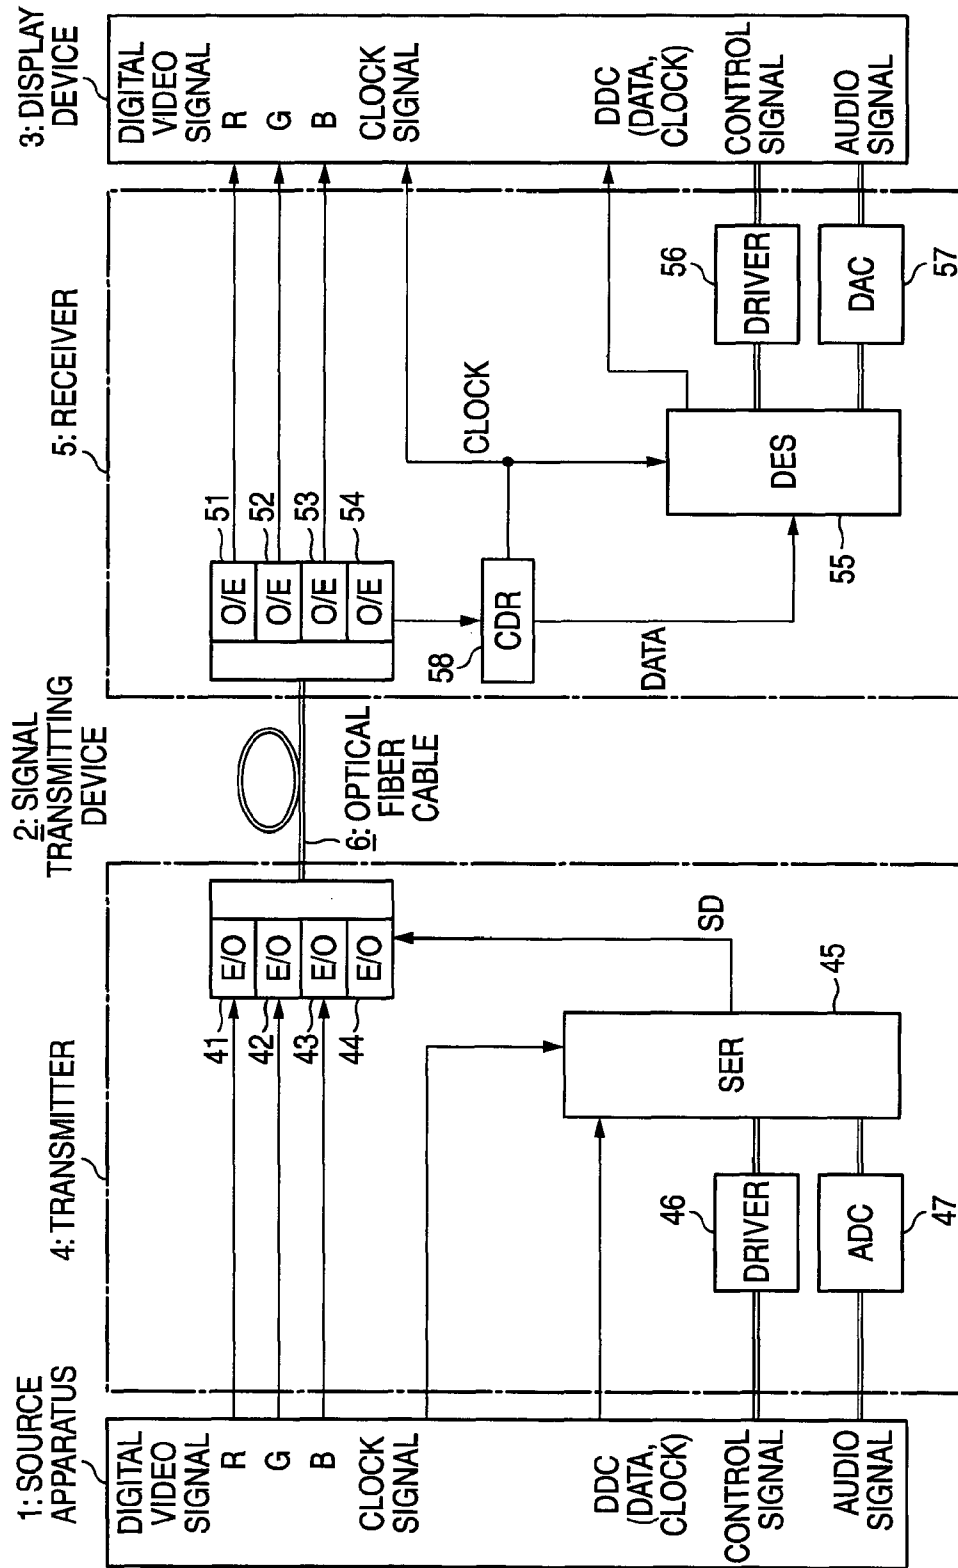 1: SOURCE
APPARATUS
DIGITAL
VIDEO
SIGNAL
R
G
B
CLOCK
SIGNAL
DDC
(DATA,
CLOCK)
CONTROL
SIGNAL
AUDIO
SIGNAL
4: TRANSMITTER
41
E/O
42
E/O
43
E/O
44
E/O
SER
45
SD
46
DRIVER
ADC
47
2: SIGNAL
TRANSMITTING
DEVICE
6: OPTICAL
FIBER
CABLE
5: RECEIVER
O/E
51
O/E
52
O/E
53
O/E
54
58
CDR
CLOCK
DATA
DES
55
56
DRIVER
DAC
57
3: DISPLAY
DEVICE
DIGITAL
VIDEO
SIGNAL
R
G
B
CLOCK
SIGNAL
DDC
(DATA,
CLOCK)
CONTROL
SIGNAL
AUDIO
SIGNAL